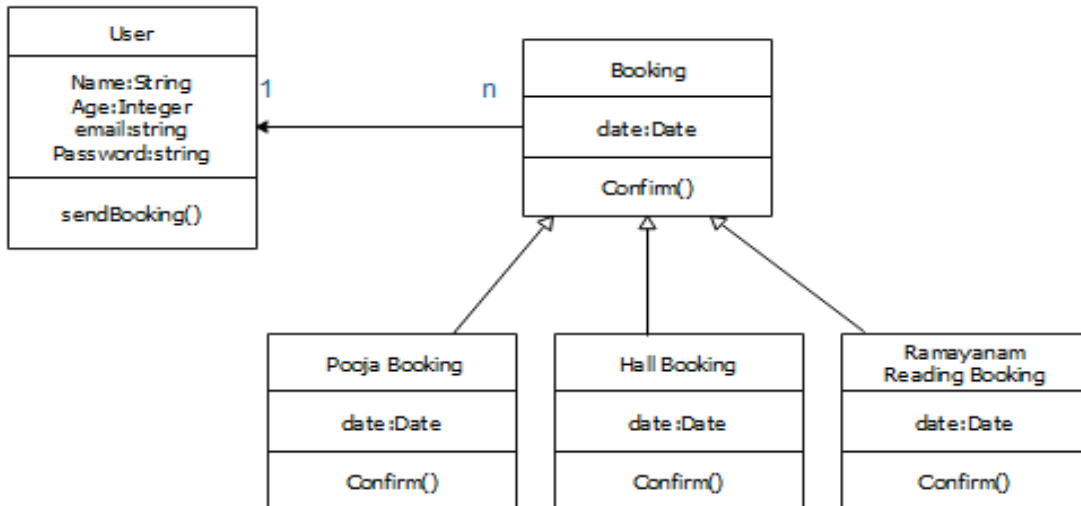 User
Name:String
Age:Integer
email:string
Password:string
sendBooking()
1
n
Booking
date:Date
Confirm()
Pooja Booking
date:Date
Confirm()
Hall Booking
date:Date
Confirm()
Ramayanam
Reading Booking
date:Date
Confirm()